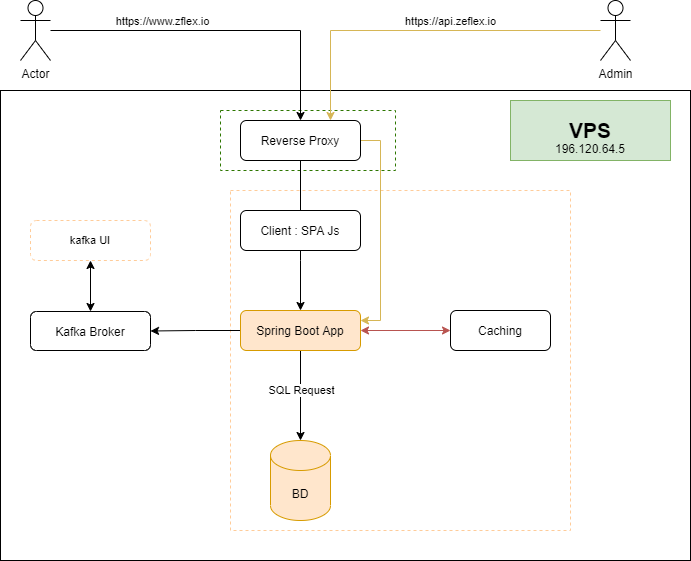 https://www.zflex.io
https://api.zeflex.io
Actor
Admin
VPS
196.120.64.5
Reverse Proxy
Client : SPA Js
kafka UI
Kafka Broker
Spring Boot App
Caching
SQL Request
BD